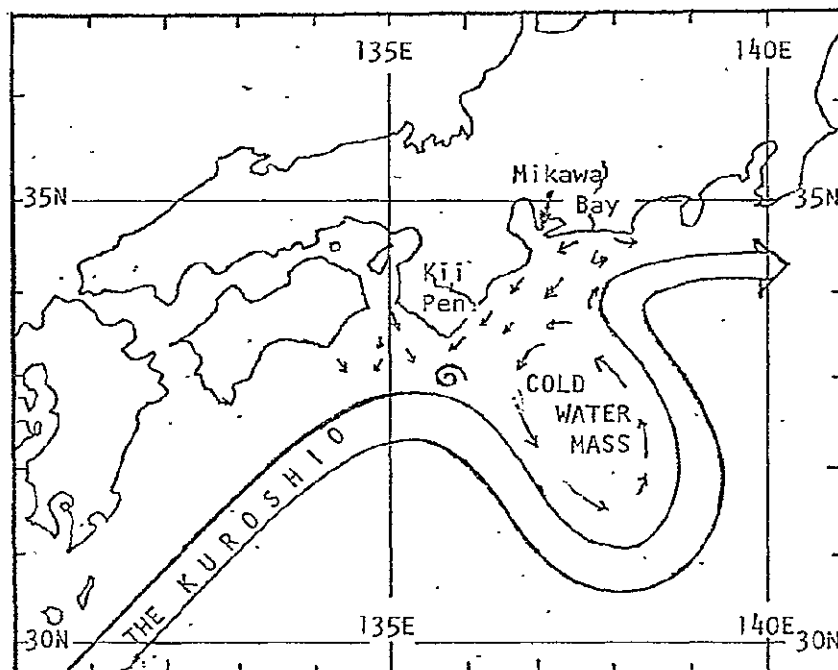 135E 140E
35N Mikawa 35N
Bay
Kii
Pen.
COLD
WATER
MASS
THE KUROSHIO
30N 135E 140E 30N